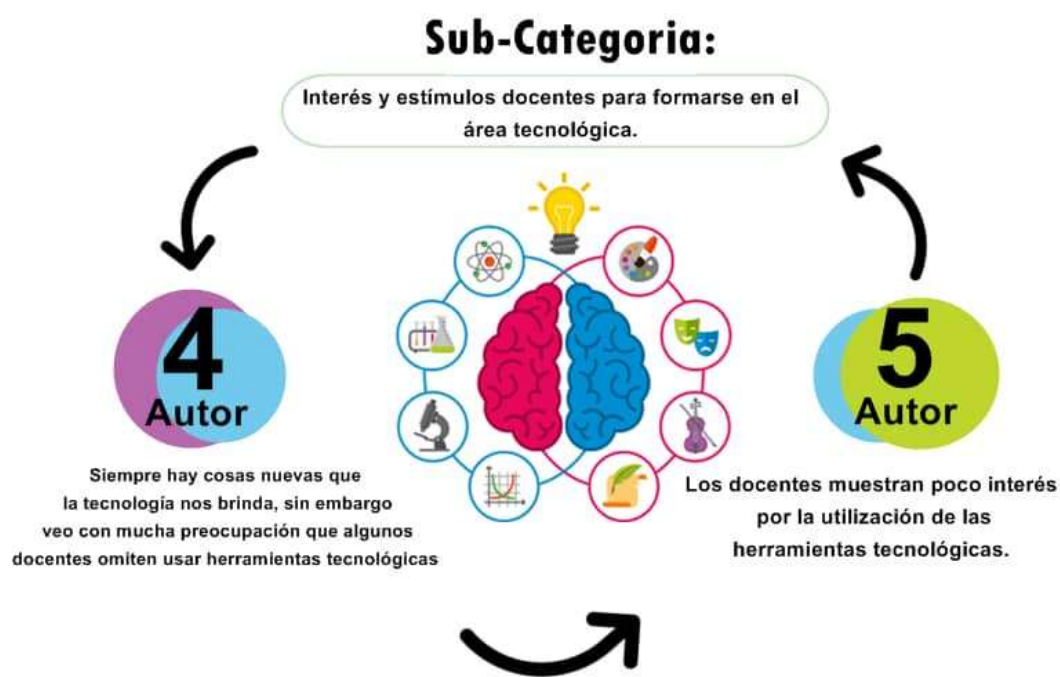 Sub-Categoria:
Interés y estímulos docentes para formarse en el
área tecnológica.
4
Autor
Siempre hay cosas nuevas que
la tecnología nos brinda, sin embargo
veo con mucha preocupación que algunos
docentes omiten usar herramientas tecnológicas
5
Autor
Los docentes muestran poco interés
por la utilización de las
herramientas tecnológicas.